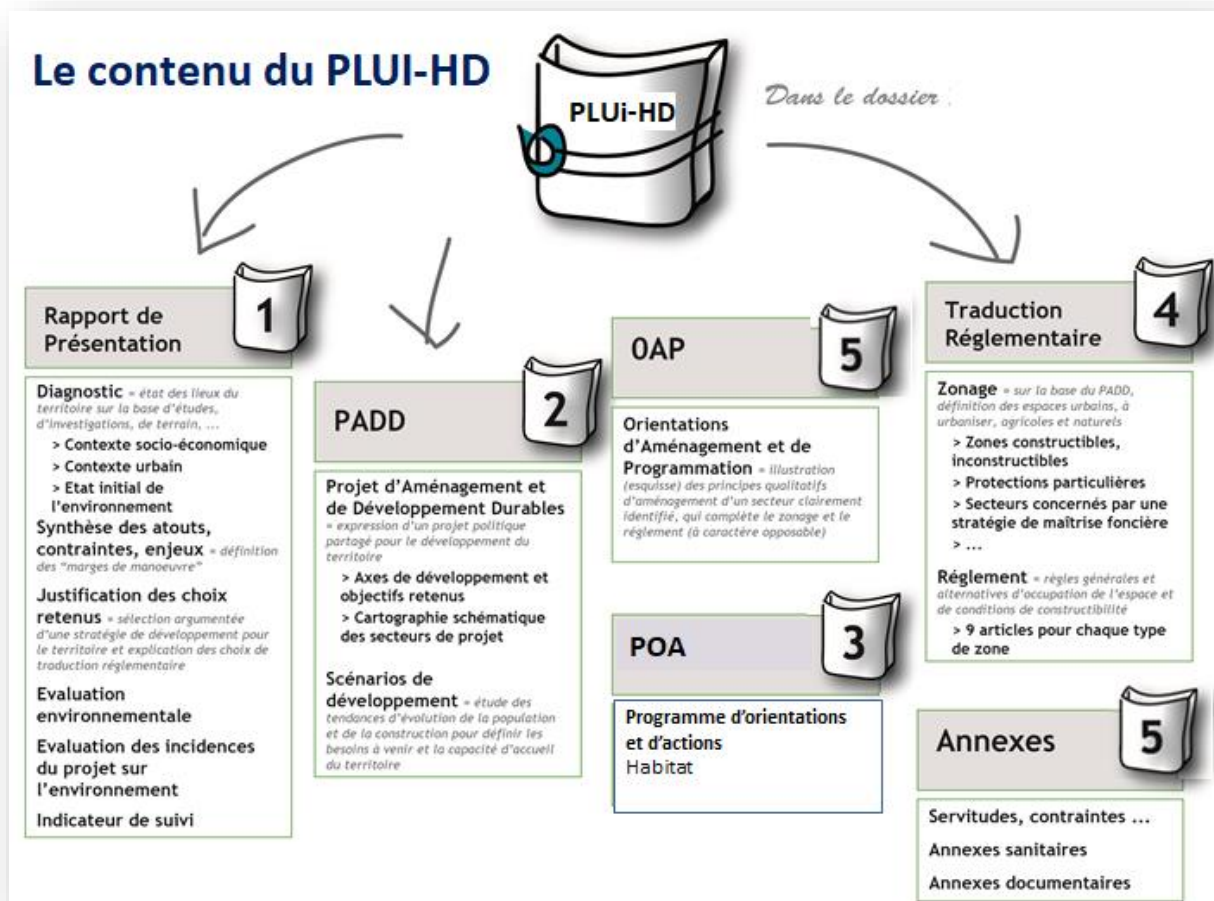 Le contenu du PLUI-HD
PLUi-HD
Dans le dossier :
1
Rapport de
Présentation
Diagnostic = état des lieux du
territoire sur la base d'études,
d'investigations, de terrain, ...
> Contexte socio-économique
> Contexte urbain
> Etat initial de
l'environnement
Synthèse des atouts,
contraintes, enjeux = définition
des "marges de manoeuvre"
Justification des choix
retenus = sélection argumentée
d'une stratégie de développement pour
le territoire et explication des choix de
traduction réglementaire
Evaluation
environnementale
Evaluation des incidences
du projet sur
l'environnement
Indicateur de suivi
2
PADD
Projet d'Aménagement et
de Développement Durables
= expression d'un projet politique
partagé pour le développement du
territoire
> Axes de développement et
objectifs retenus
> Cartographie schématique
des secteurs de projet
Scénarios de
développement = étude des
tendances d'évolution de la population
et de la construction pour définir les
besoins à venir et la capacité d'accueil
du territoire
OAP
5
Orientations
d'Aménagement et de
Programmation = illustration
(esquisse) des principes qualitatifs
d'aménagement d'un secteur clairement
identifié, qui complète le zonage et le
réglement (à caractère opposable)
POA
3
Programme d'orientations
et d'actions
Habitat
4
Traduction
Réglementaire
Zonage = sur la base du PADD,
définition des espaces urbains, à
urbaniser, agricoles et naturels
> Zones constructibles,
inconstructibles
> Protections particulières
> Secteurs concernés par une
stratégie de maîtrise foncière
> ...
Réglement = règles générales et
alternatives d'occupation de l'espace et
de conditions de constructibilité
> 9 articles pour chaque type
de zone
Annexes
5
Servitudes, contraintes ...
Annexes sanitaires
Annexes documentaires